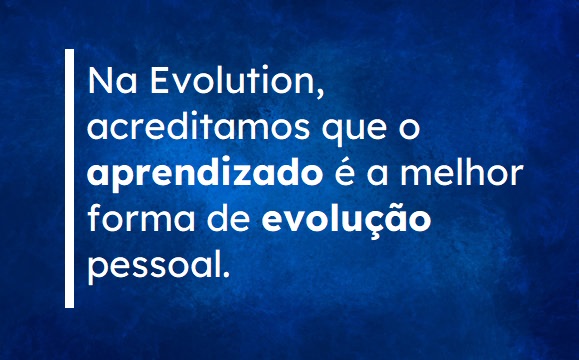 Na Evolution,
acreditamos que o
aprendizado é a melhor
forma de evolução
pessoal.